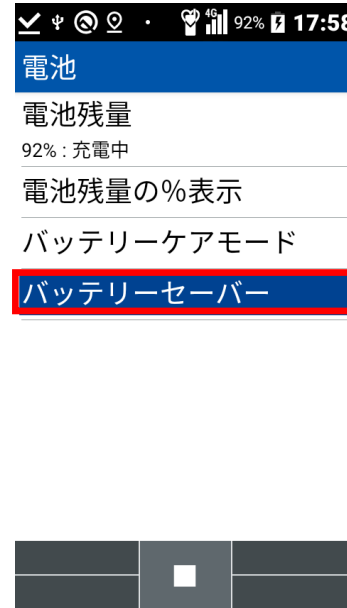 4G 92% 17:58
電池
電池残量
92% : 充電中
電池残量の%表示
バッテリーケアモード
バッテリーセーバー